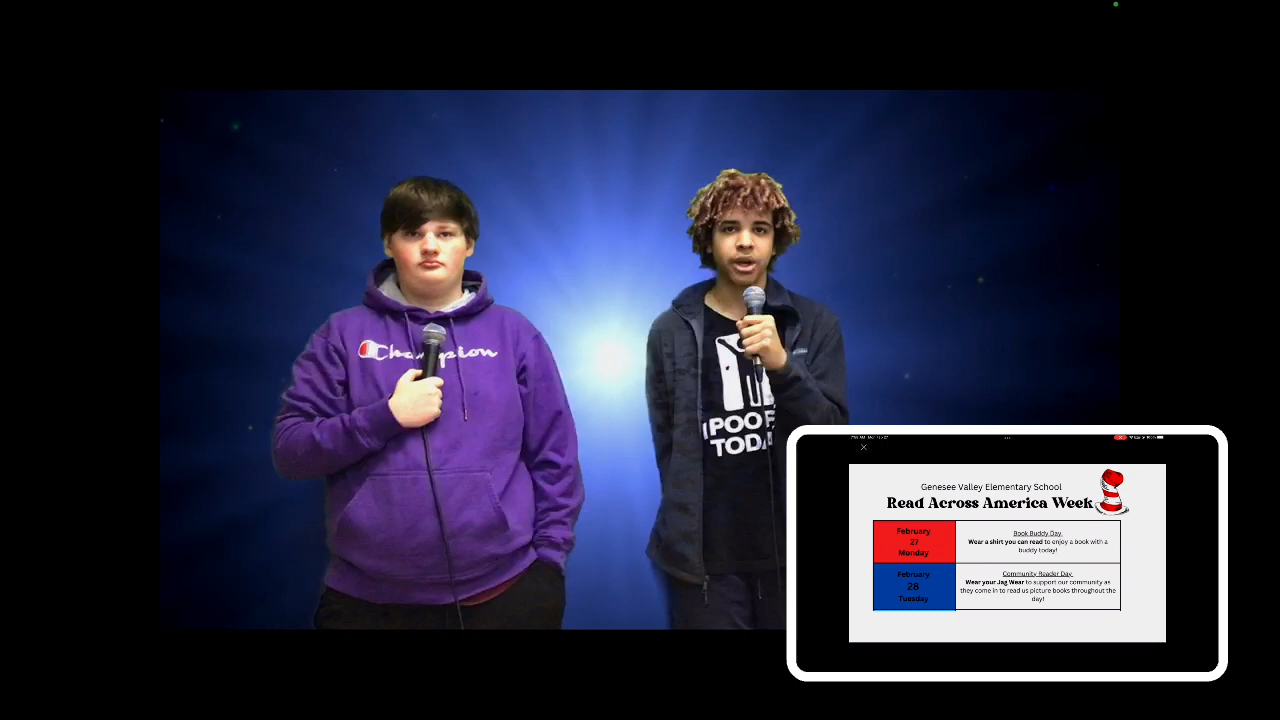 Champion
I POO
TODA
Genesee Valley Elementary School
Read Across America Week
February
27
Monday
Book Buddy Day
Wear a shirt you can read to enjoy a book with a
buddy today!
February
28
Tuesday
Community Reader Day
Wear your Jag Wear to support our community as
they come in to read us picture books throughout the
day!